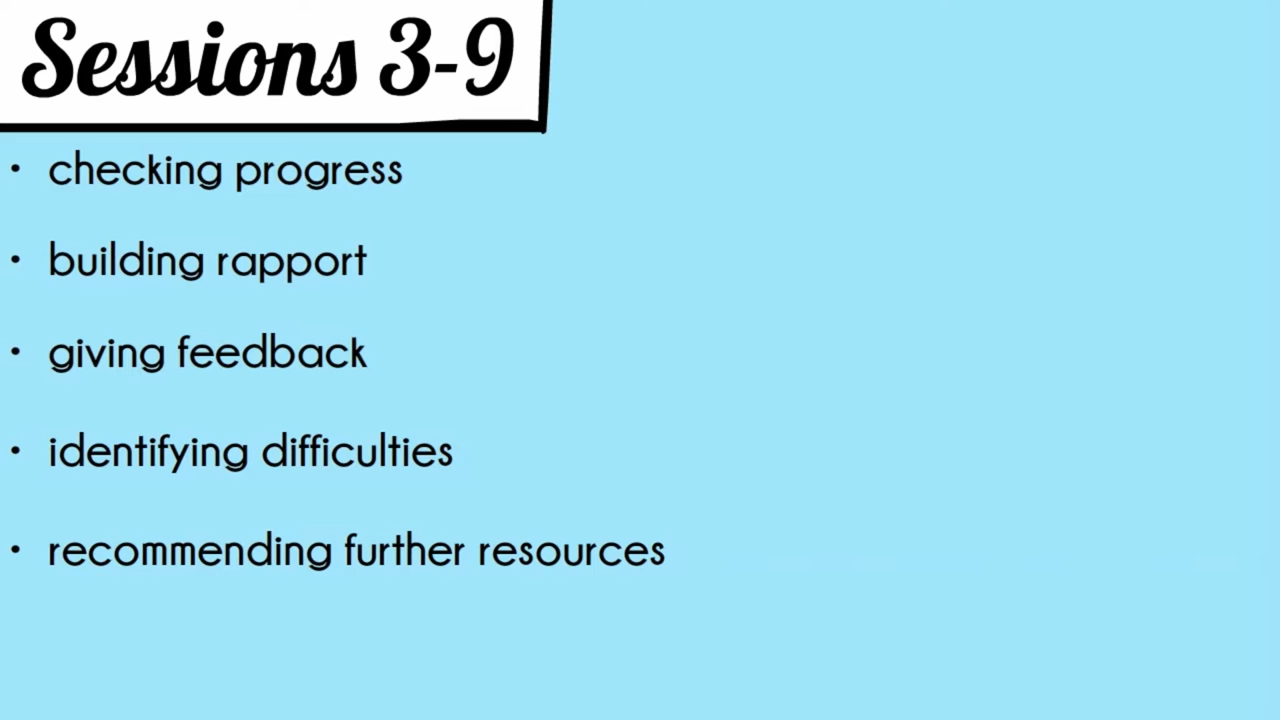 Sessions 3-9
• checking progress
• building rapport
• giving feedback
• identifying difficulties
• recommending further resources